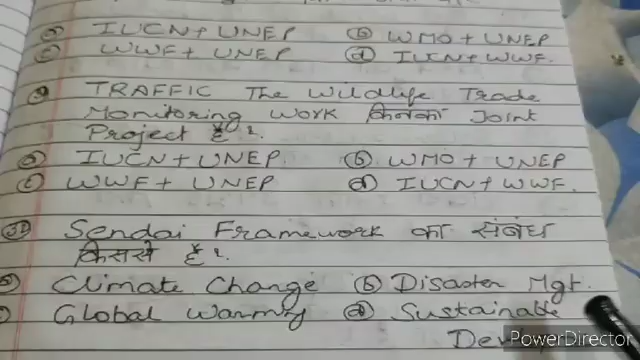 ⓐ IUCN + UNEP ⓑ WMO + UNEP
ⓒ WWF + UNEP ⓓ IUCN + WWF.
TRAFFIC The Wildlife Trade
Monitoring Work किसका Joint
Project है?
ⓐ IUCN + UNEP. ⓑ WMO + UNEP
ⓒ WWF + UNEP ⓓ IUCN + WWF.
Sendai Framework का संबंध
किससे है?
Climate Change ⓑ Disaster Mgt.
Global Warming ⓓ Sustainable
PowerDirector